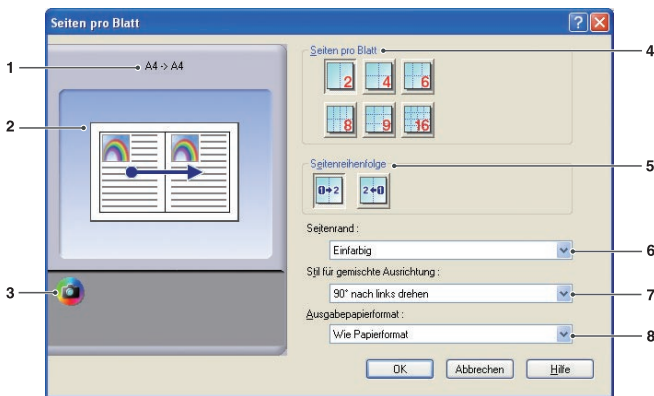 Seiten pro Blatt
1
A4 -> A4
2
3
Seiten pro Blatt
4
2 4 6
8 9 16
Seitenreihenfolge
5
1→2 2←1
Seitenrand :
Einfarbig
6
Stil für gemischte Ausrichtung :
90° nach links drehen
7
Ausgabepapierformat :
Wie Papierformat
8
OK Abbrechen Hilfe